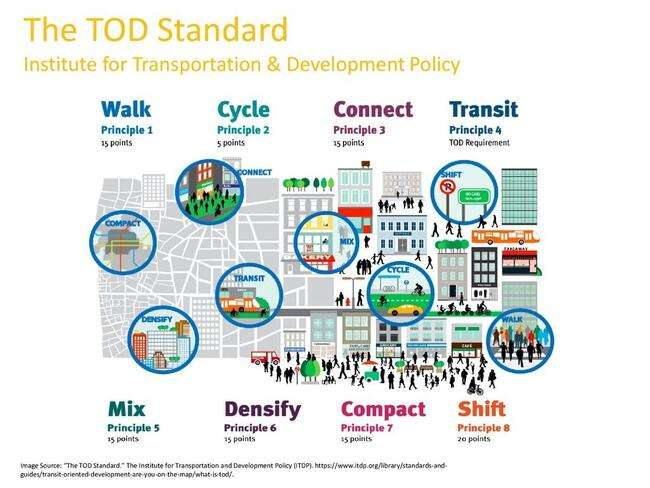 The TOD Standard
Institute for Transportation & Development Policy
Walk
Principle 1
15 points
Cycle
Principle 2
5 points
Connect
Principle 3
15 points
Transit
Principle 4
TOD Requirement
CONNECT
SHIFT
COMPACT
MIX
BAKERY
TAKEAWAY
TRANSIT
CYCLE
DENSIFY
WALK
CAFÉ
Mix
Principle 5
15 points
Densify
Principle 6
15 points
Compact
Principle 7
15 points
Shift
Principle 8
20 points
Image Source: "The TOD Standard." The Institute for Transportation and Development Policy (ITDP). https://www.itdp.org/library/standards-and-
guides/transit-oriented-development-are-you-on-the-map/what-is-tod/.